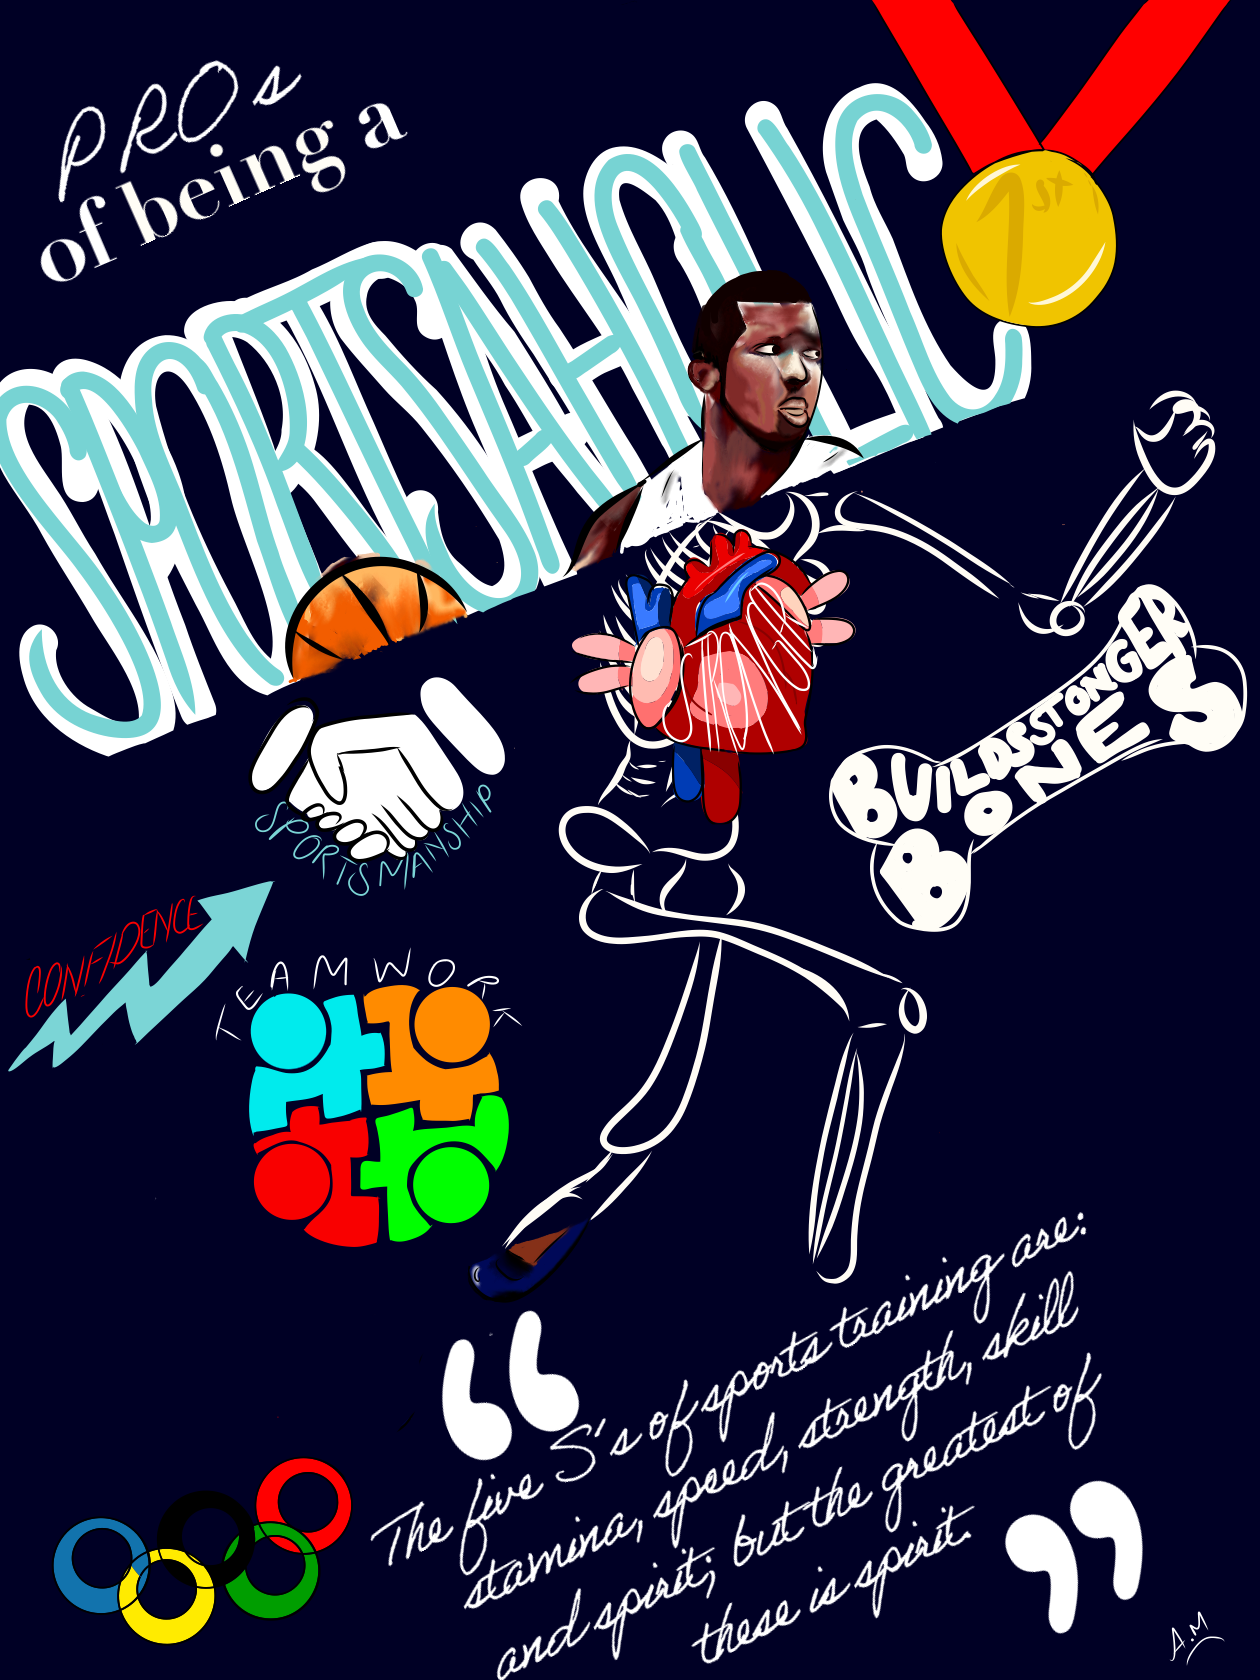 PROs
of being a
SPORTSAHOLIC
1st
STAMINA
BUILDS STONGER
BONES
SPORTSMANSHIP
CONFIDENCE
TEAMWORK
“
The five S's of sports training are:
stamina, speed, strength, skill
and spirit; but the greatest of
these is spirit.
”
A.M